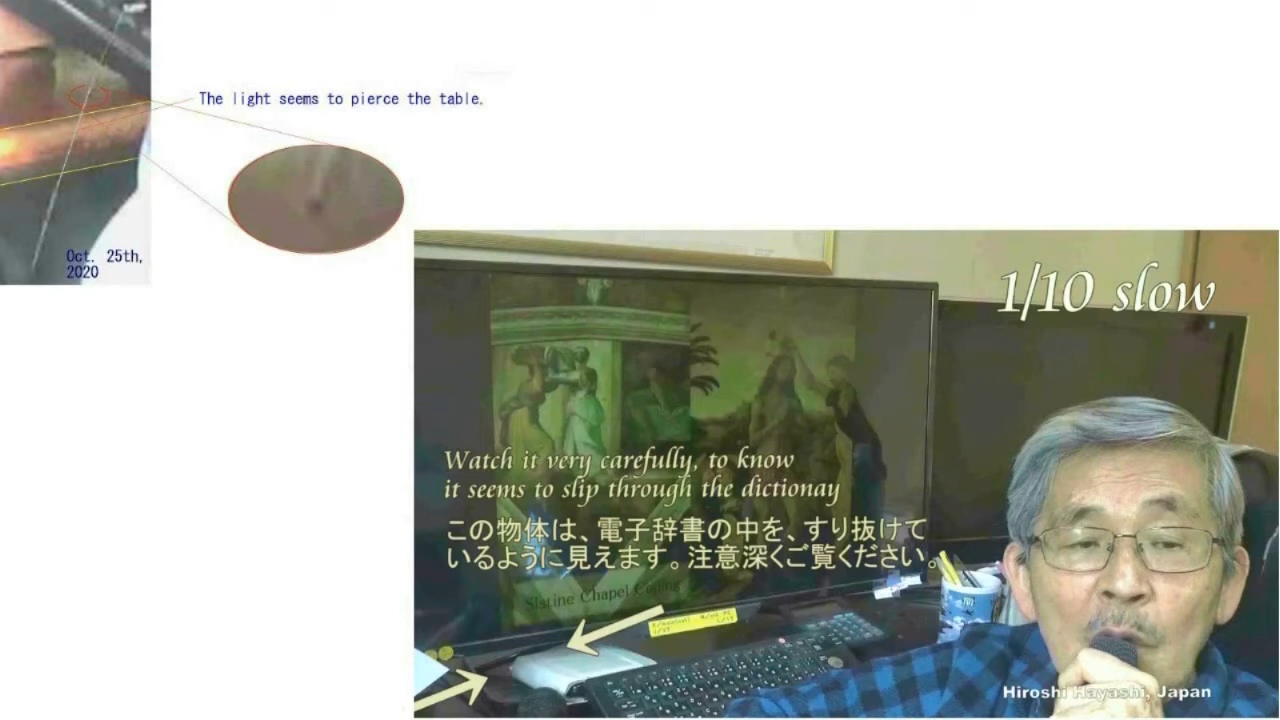 The light seems to pierce the table.
Oct. 25th,
2020
1/10 slow
Watch it very carefully, to know
it seems to slip through the dictionay
この物体は、電子辞書の中を、すり抜けて
いるように見えます。注意深くご覧ください。
Sistine Chapel Ceiling
Hiroshi Hayashi, Japan